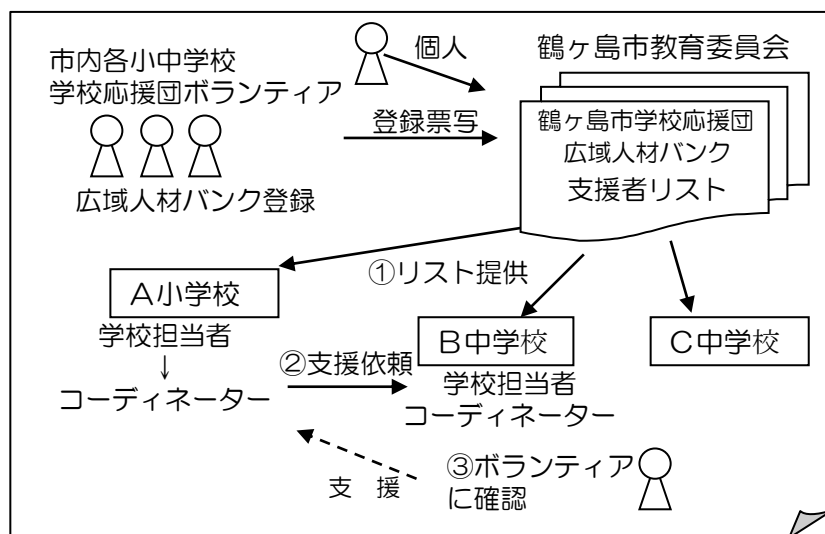 市内各小中学校
学校応援団ボランティア
個人
鶴ヶ島市教育委員会
登録票写
鶴ヶ島市学校応援団
広域人材バンク
支援者リスト
広域人材バンク登録
①リスト提供
A小学校
学校担当者
↓
コーディネーター
②支援依頼
B中学校
学校担当者
コーディネーター
C中学校
支 援
③ボランティア
に確認